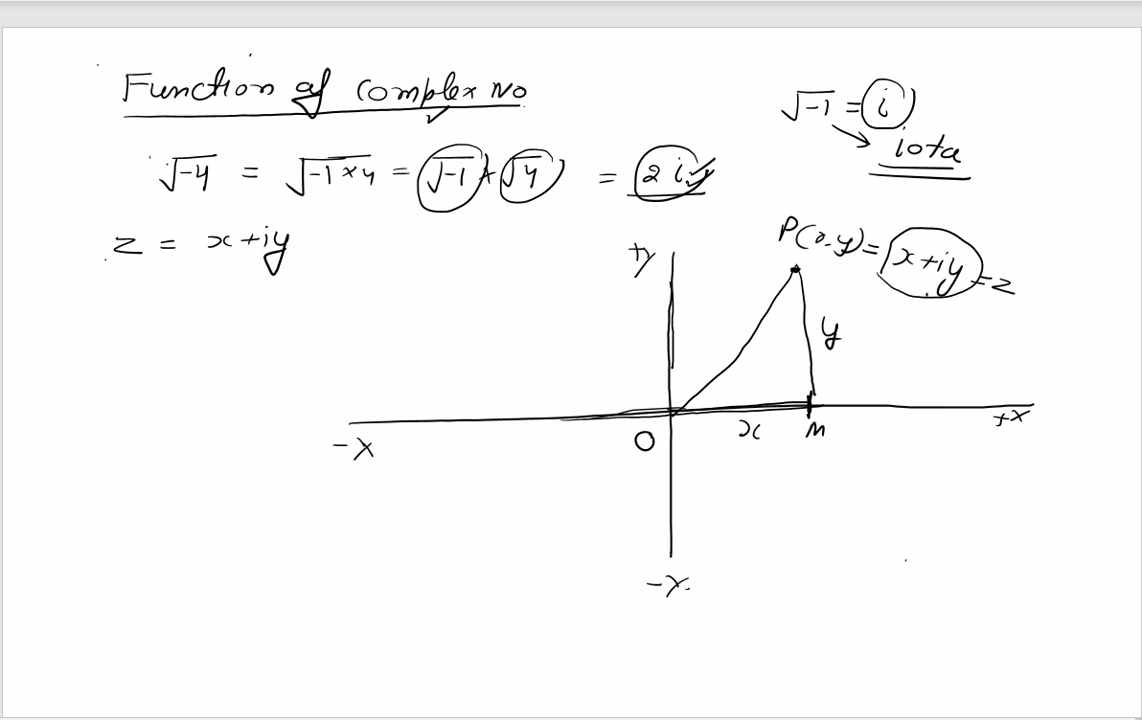 Function of Complex No
√-1 = i
iota
√-4 = √-1×4 = √-1 × √4 = 2i
z = x+iy
P(x,y) = x+iy = z
+y
y
-X
O
x
M
+X
-y